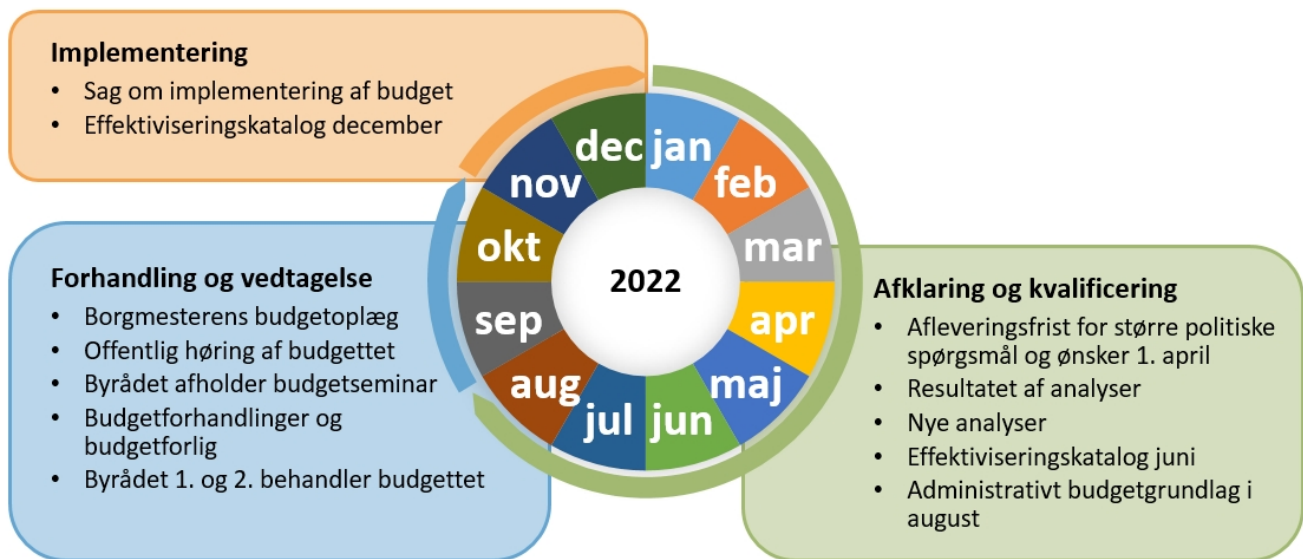 Implementering
• Sag om implementering af budget
• Effektiviseringskatalog december
Forhandling og vedtagelse
• Borgmesterens budgetoplæg
• Offentlig høring af budgettet
• Byrådet afholder budgetseminar
• Budgetforhandlinger og
budgetforlig
• Byrådet 1. og 2. behandler budgettet
jan
feb
mar
apr
maj
jun
jul
aug
sep
okt
nov
dec
2022
Afklaring og kvalificering
• Afleveringsfrist for større politiske
spørgsmål og ønsker 1. april
• Resultatet af analyser
• Nye analyser
• Effektiviseringskatalog juni
• Administrativt budgetgrundlag i
august